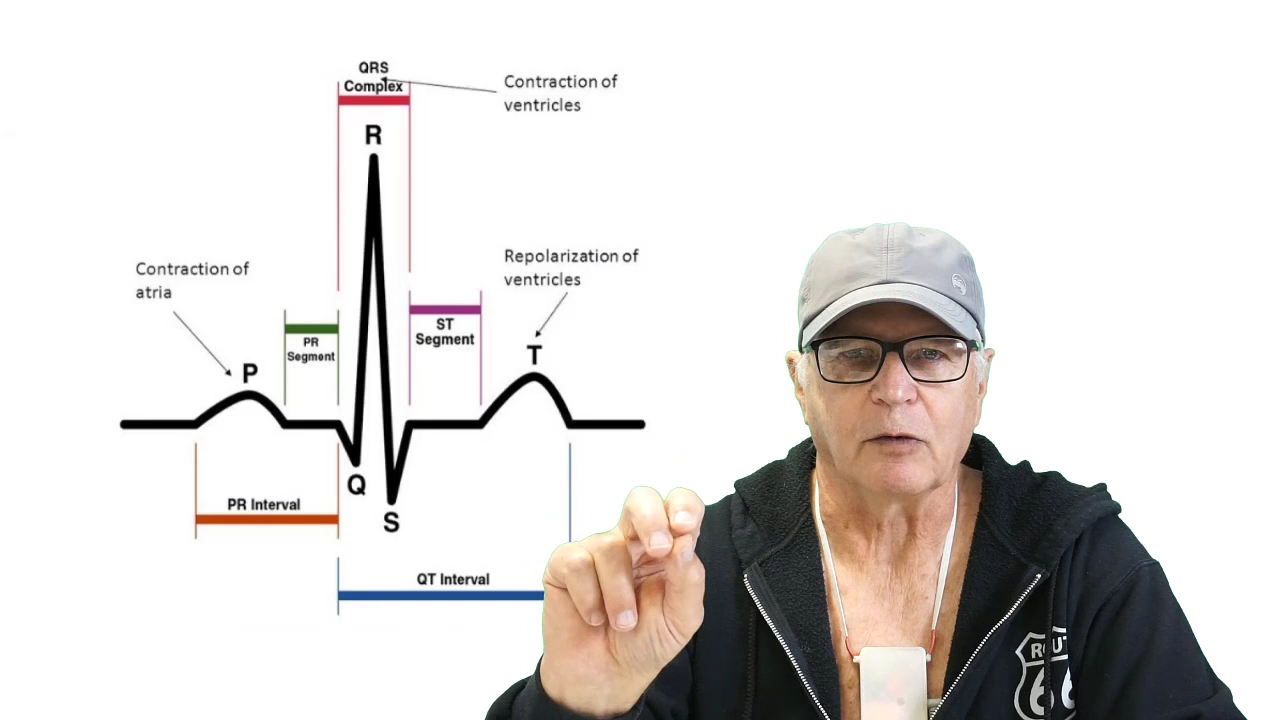 QRS
Complex
Contraction of
ventricles
R
Contraction of
atria
Repolarization of
ventricles
PR
Segment
ST
Segment
P
T
Q
S
PR Interval
QT Interval
66